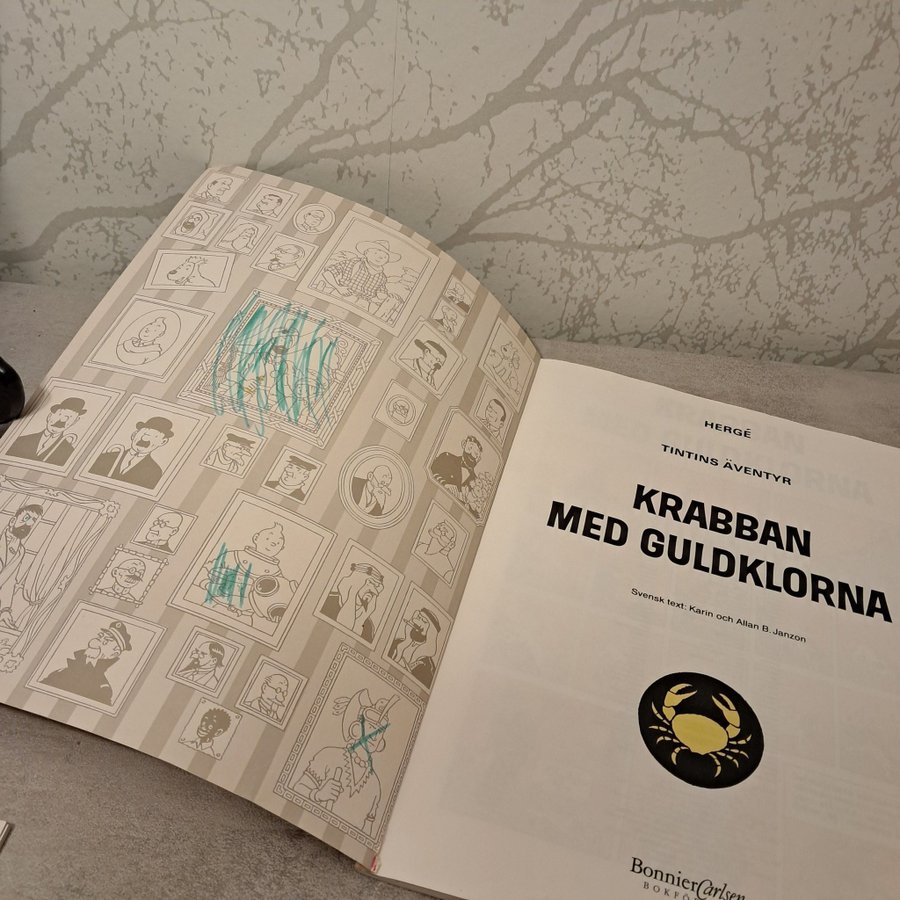 HERGÉ
TINTINS ÄVENTYR
KRABBAN
MED GULDKLORNA
Svensk text: Karin och Allan B. Janzon
BonnierCarlsen